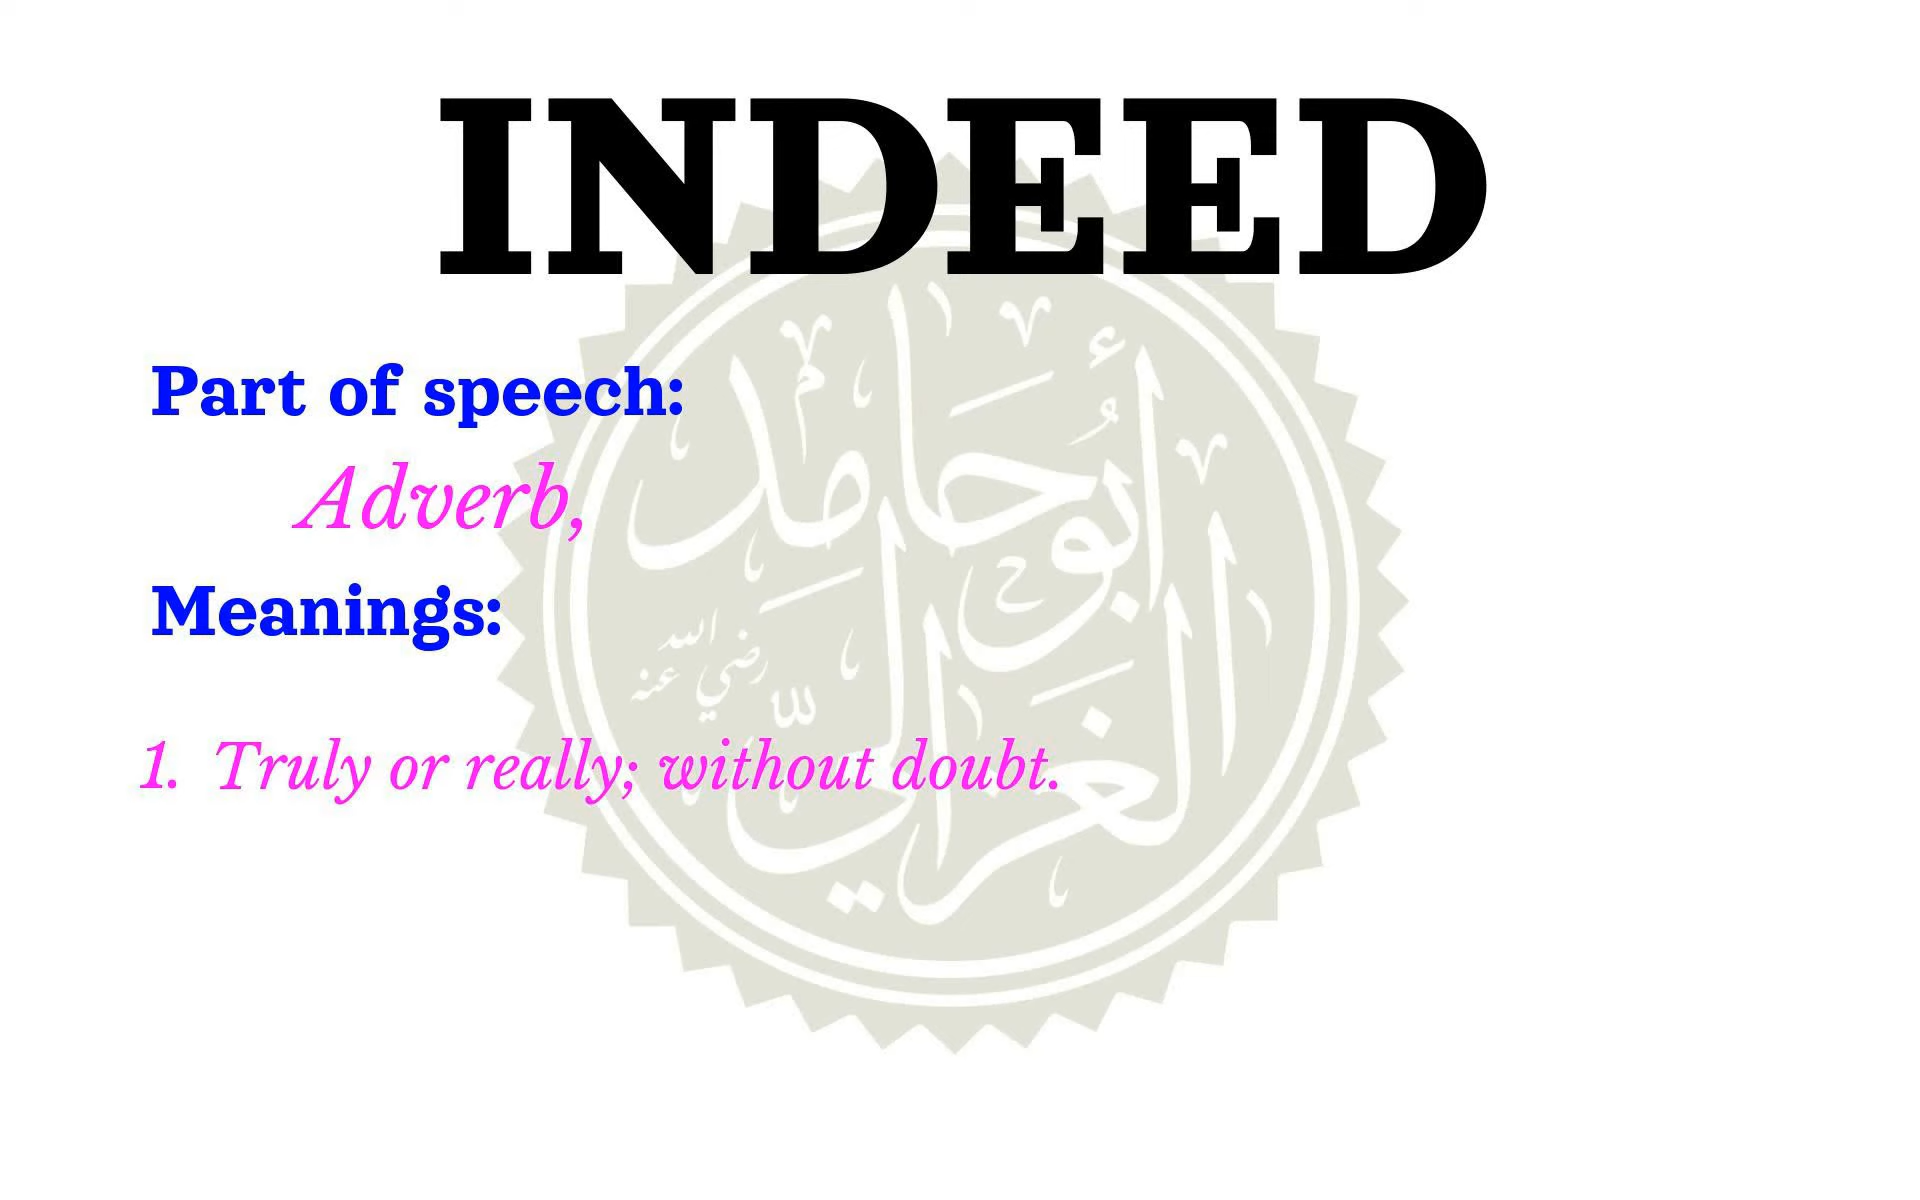 INDEED
Part of speech:
Adverb,
Meanings:
1. Truly or really; without doubt.
أبو حامد
الغزالي
رضي الله عنه